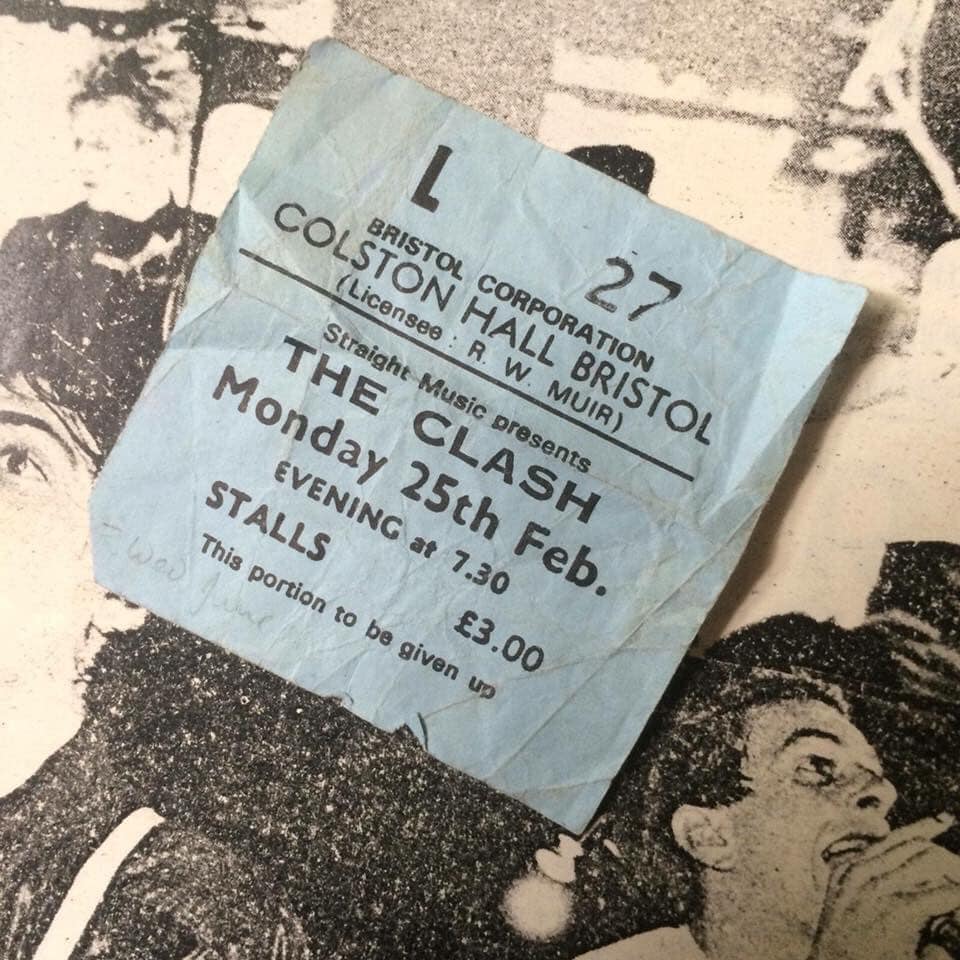 L 27
BRISTOL CORPORATION
COLSTON HALL BRISTOL
(Licensee: R. W. MUIR)
Straight Music presents
THE CLASH
Monday 25th Feb.
EVENING at 7.30
STALLS £3.00
This portion to be given up